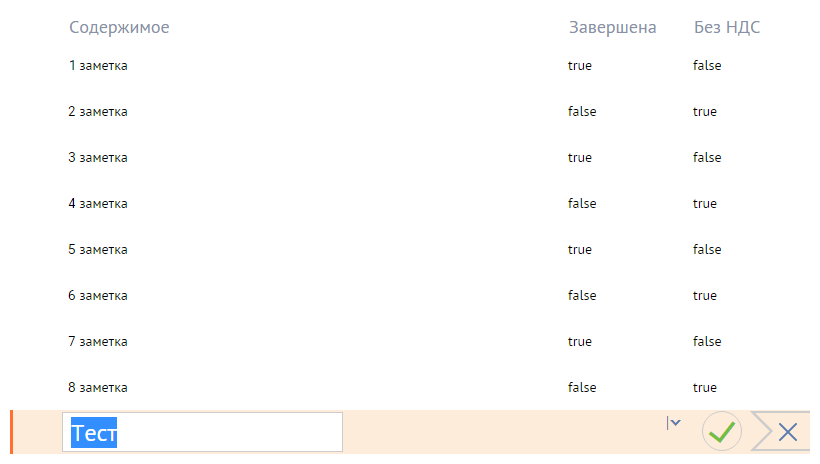 Содержимое Завершена Без НДС
1 заметка true false
2 заметка false true
3 заметка true false
4 заметка false true
5 заметка true false
6 заметка false true
7 заметка true false
8 заметка false true
Тест